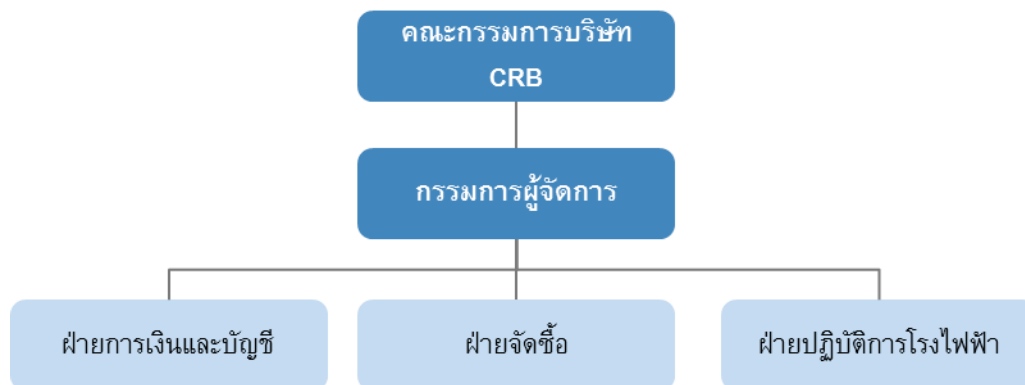 คณะกรรมการบริษัท
CRB
กรรมการผู้จัดการ
ฝ่ายการเงินและบัญชี
ฝ่ายจัดซื้อ
ฝ่ายปฏิบัติการโรงไฟฟ้า